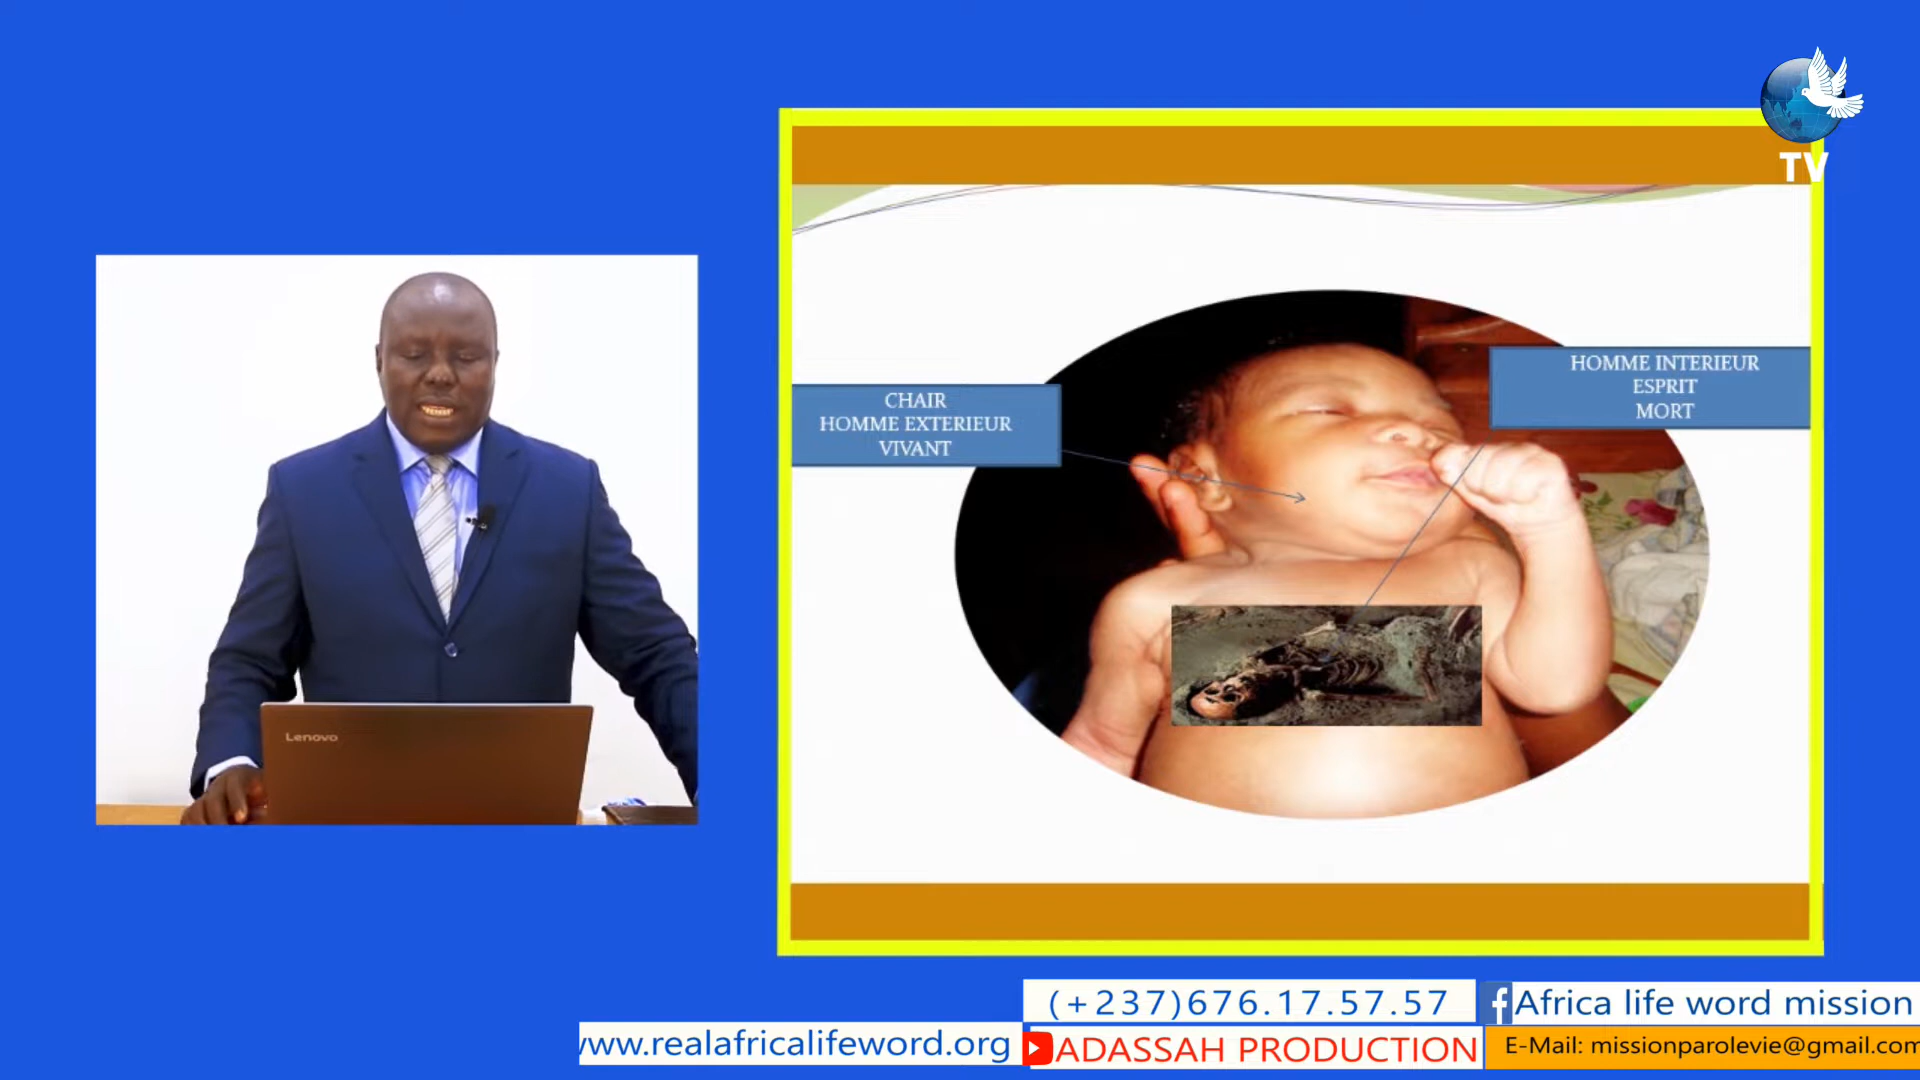 TV
CHAIR
HOMME EXTERIEUR
VIVANT
HOMME INTERIEUR
ESPRIT
MORT
Lenovo
(+237)676.17.57.57
Africa life word mission
www.realafricalifeword.org
ADASSAH PRODUCTION
E-Mail: missionparolevie@gmail.com